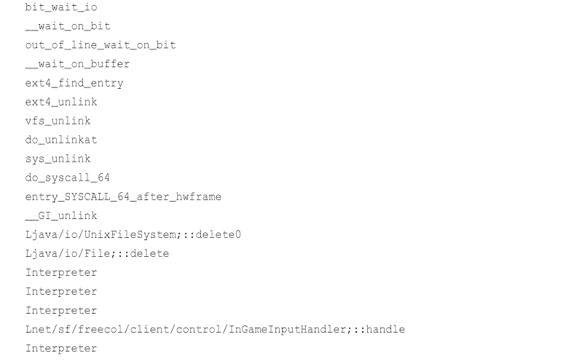 bit_wait_io
__wait_on_bit
out_of_line_wait_on_bit
__wait_on_buffer
ext4_find_entry
ext4_unlink
vfs_unlink
do_unlinkat
sys_unlink
do_syscall_64
entry_SYSCALL_64_after_hwframe
__GI_unlink
Ljava/io/UnixFileSystem;::delete0
Ljava/io/File;::delete
Interpreter
Interpreter
Interpreter
Lnet/sf/freecol/client/control/InGameInputHandler;::handle
Interpreter